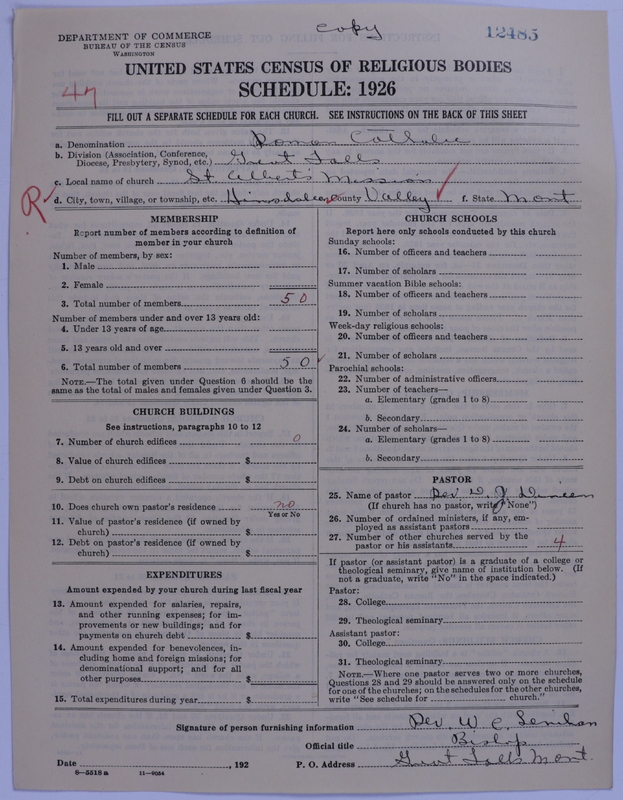 DEPARTMENT OF COMMERCE
BUREAU OF THE CENSUS
WASHINGTON
copy
12485
UNITED STATES CENSUS OF RELIGIOUS BODIES
SCHEDULE: 1926
47
FILL OUT A SEPARATE SCHEDULE FOR EACH CHURCH. SEE INSTRUCTIONS ON THE BACK OF THIS SHEET
a. Denomination Roman Catholic
b. Division (Association, Conference, Diocese, Presbytery, Synod, etc.) Great Falls
c. Local name of church St Alberts Mission
R
d. City, town, village, or township, etc. Hinsdale e. County Valley f. State Mont
MEMBERSHIP
Report number of members according to definition of
member in your church
Number of members, by sex:
1. Male
2. Female
3. Total number of members 50
Number of members under and over 13 years old:
4. Under 13 years of age
5. 13 years old and over
6. Total number of members 50
NOTE.—The total given under Question 6 should be the
same as the total of males and females given under Question 3.
CHURCH BUILDINGS
See instructions, paragraphs 10 to 12
7. Number of church edifices 0
8. Value of church edifices $
9. Debt on church edifices $
10. Does church own pastor's residence no
Yes or No
11. Value of pastor's residence (if owned by
church) $
12. Debt on pastor's residence (if owned by
church) $
EXPENDITURES
Amount expended by your church during last fiscal year
13. Amount expended for salaries, repairs,
and other running expenses; for im-
provements or new buildings; and for
payments on church debt $
14. Amount expended for benevolences, in-
cluding home and foreign missions; for
denominational support; and for all
other purposes $
15. Total expenditures during year $
CHURCH SCHOOLS
Report here only schools conducted by this church
Sunday schools:
16. Number of officers and teachers
17. Number of scholars
Summer vacation Bible schools:
18. Number of officers and teachers
19. Number of scholars
Week-day religious schools:
20. Number of officers and teachers
21. Number of scholars
Parochial schools:
22. Number of administrative officers
23. Number of teachers—
a. Elementary (grades 1 to 8)
b. Secondary
24. Number of scholars—
a. Elementary (grades 1 to 8)
b. Secondary
PASTOR
25. Name of pastor Rev. W. J.
(If church has no pastor, write "None")
26. Number of ordained ministers, if any, em-
ployed as assistant pastors
27. Number of other churches served by the
pastor or his assistants 4
If pastor (or assistant pastor) is a graduate of a college or
theological seminary, give name of institution below. (If
not a graduate, write "No" in the space indicated.)
Pastor:
28. College
29. Theological seminary
Assistant pastor:
30. College
31. Theological seminary
NOTE.—Where one pastor serves two or more churches,
Questions 28 and 29 should be answered only on the schedule
for one of the churches; on the schedules for the other churches,
write "See schedule for church."
Signature of person furnishing information Rev. W C. Lenihan
Official title Bishop
Date , 192 P. O. Address Great Falls Mont.
8—5518a 11—9054